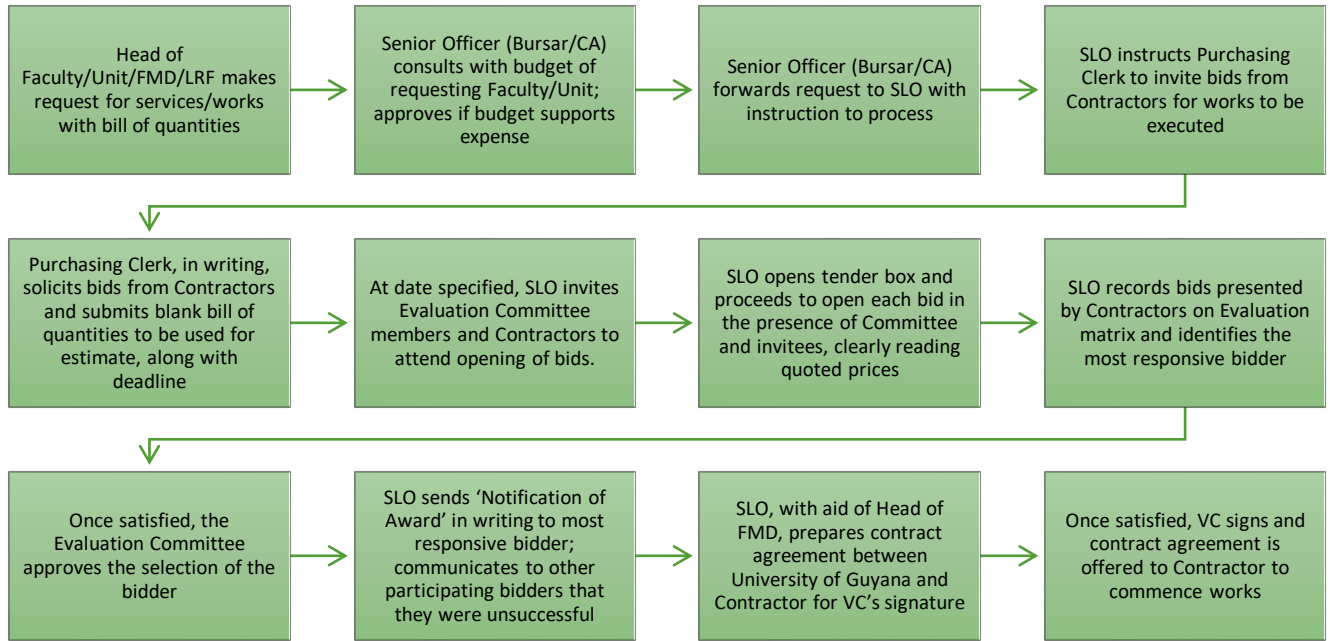 Head of
Faculty/Unit/FMD/LRF makes
request for services/works
with bill of quantities
Senior Officer (Bursar/CA)
consults with budget of
requesting Faculty/Unit;
approves if budget supports
expense
Senior Officer (Bursar/CA)
forwards request to SLO with
instruction to process
SLO instructs Purchasing
Clerk to invite bids from
Contractors for works to be
executed
Purchasing Clerk, in writing,
solicits bids from Contractors
and submits blank bill of
quantities to be used for
estimate, along with
deadline
At date specified, SLO invites
Evaluation Committee
members and Contractors to
attend opening of bids.
SLO opens tender box and
proceeds to open each bid in
the presence of Committee
and invitees, clearly reading
quoted prices
SLO records bids presented
by Contractors on Evaluation
matrix and identifies the
most responsive bidder
Once satisfied, the
Evaluation Committee
approves the selection of the
bidder
SLO sends ‘Notification of
Award’ in writing to most
responsive bidder;
communicates to other
participating bidders that
they were unsuccessful
SLO, with aid of Head of
FMD, prepares contract
agreement between
University of Guyana and
Contractor for VC’s signature
Once satisfied, VC signs and
contract agreement is
offered to Contractor to
commence works